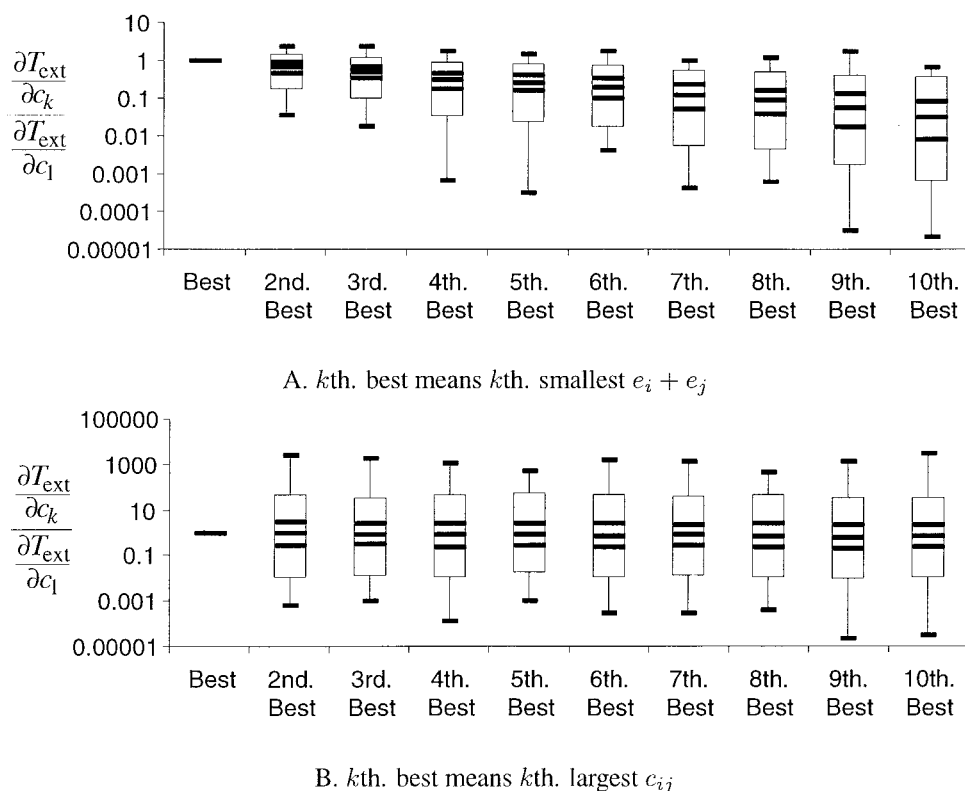 10
1
0.1
0.01
0.001
0.0001
0.00001
∂T_ext
∂c_k
∂T_ext
∂c_1
Best 2nd. 3rd. 4th. 5th. 6th. 7th. 8th. 9th. 10th.
Best Best Best Best Best Best Best Best Best
A. kth. best means kth. smallest e_i + e_j
100000
1000
10
0.1
0.001
0.00001
∂T_ext
∂c_k
∂T_ext
∂c_1
Best 2nd. 3rd. 4th. 5th. 6th. 7th. 8th. 9th. 10th.
Best Best Best Best Best Best Best Best Best
B. kth. best means kth. largest c_ij